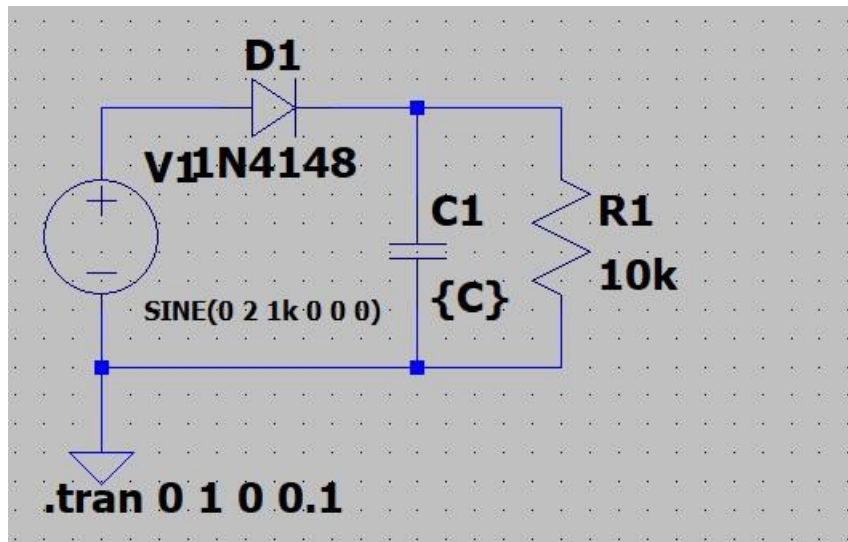 D1
V1
1N4148
C1
R1
10k
{C}
SINE(0 2 1k 0 0 0)
.tran 0 1 0 0.1